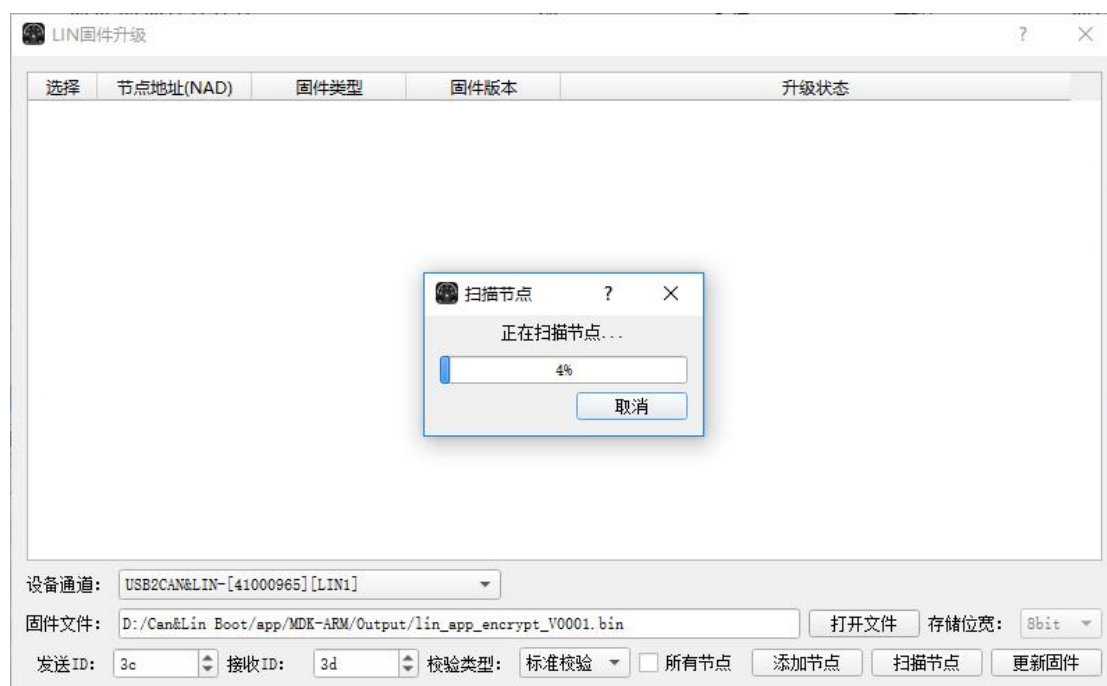 LIN固件升级
选择 节点地址(NAD) 固件类型 固件版本 升级状态
扫描节点
正在扫描节点...
4%
取消
设备通道: USB2CAN&LIN-[41000965][LIN1]
固件文件: D:/Can&Lin Boot/app/MDK-ARM/Output/lin_app_encrypt_V0001.bin 打开文件 存储位宽: 8bit
发送ID: 3c 接收ID: 3d 校验类型: 标准校验 所有节点 添加节点 扫描节点 更新固件